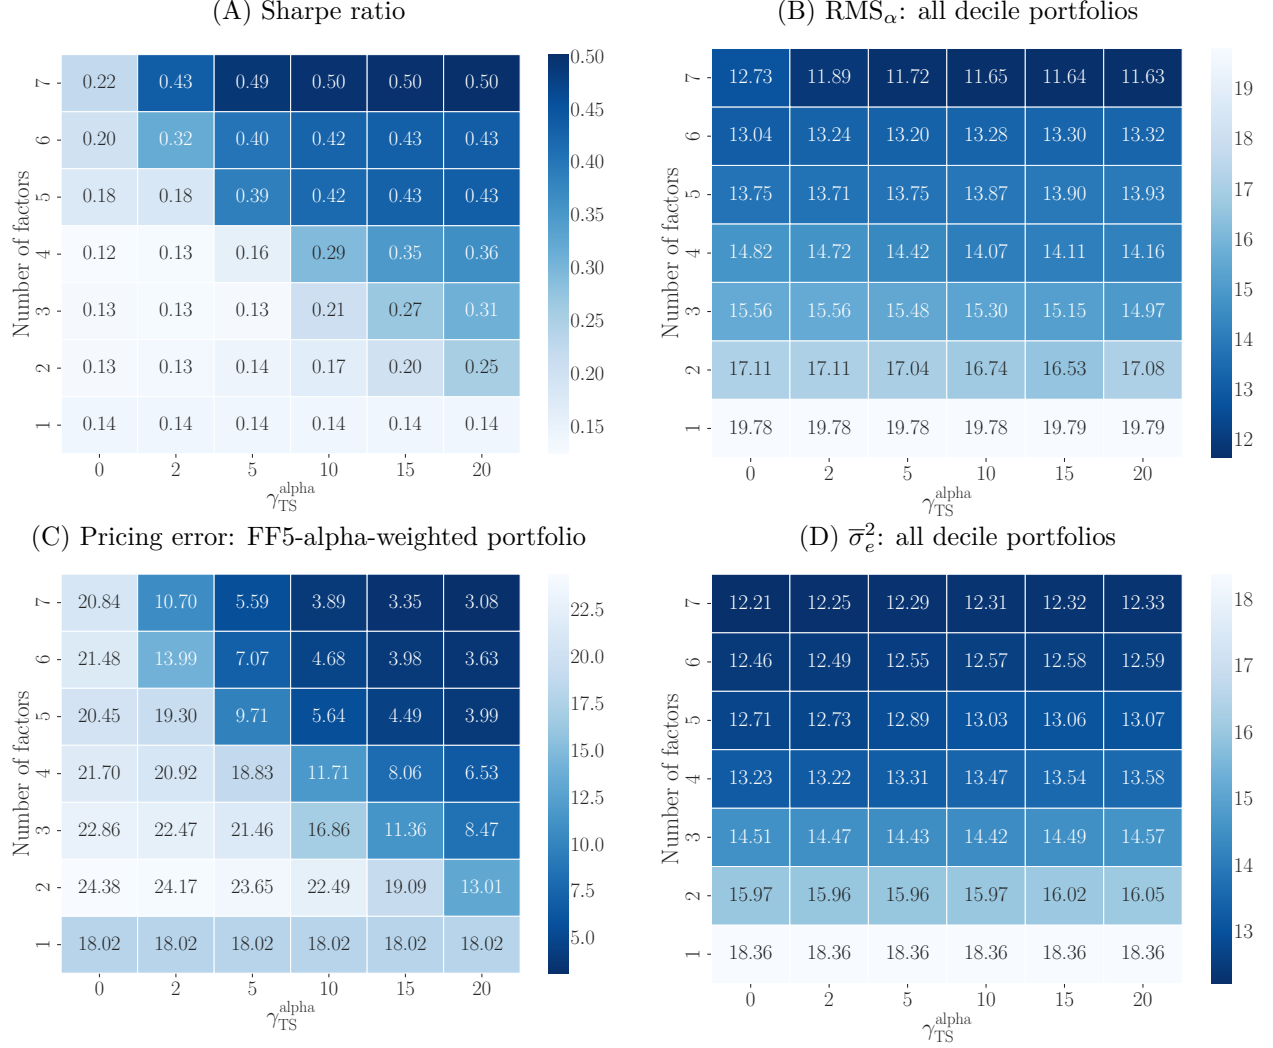 (A) Sharpe ratio
Number of factors
7 0.22 0.43 0.49 0.50 0.50 0.50
6 0.20 0.32 0.40 0.42 0.43 0.43
5 0.18 0.18 0.39 0.42 0.43 0.43
4 0.12 0.13 0.16 0.29 0.35 0.36
3 0.13 0.13 0.13 0.21 0.27 0.31
2 0.13 0.13 0.14 0.17 0.20 0.25
1 0.14 0.14 0.14 0.14 0.14 0.14
0 2 5 10 15 20
γ_TS^alpha
0.50
0.45
0.40
0.35
0.30
0.25
0.20
0.15
(B) RMS_α: all decile portfolios
Number of factors
7 12.73 11.89 11.72 11.65 11.64 11.63
6 13.04 13.24 13.20 13.28 13.30 13.32
5 13.75 13.71 13.75 13.87 13.90 13.93
4 14.82 14.72 14.42 14.07 14.11 14.16
3 15.56 15.56 15.48 15.30 15.15 14.97
2 17.11 17.11 17.04 16.74 16.53 17.08
1 19.78 19.78 19.78 19.78 19.79 19.79
0 2 5 10 15 20
γ_TS^alpha
19
18
17
16
15
14
13
12
(C) Pricing error: FF5-alpha-weighted portfolio
Number of factors
7 20.84 10.70 5.59 3.89 3.35 3.08
6 21.48 13.99 7.07 4.68 3.98 3.63
5 20.45 19.30 9.71 5.64 4.49 3.99
4 21.70 20.92 18.83 11.71 8.06 6.53
3 22.86 22.47 21.46 16.86 11.36 8.47
2 24.38 24.17 23.65 22.49 19.09 13.01
1 18.02 18.02 18.02 18.02 18.02 18.02
0 2 5 10 15 20
γ_TS^alpha
22.5
20.0
17.5
15.0
12.5
10.0
7.5
5.0
(D) σ̅_e^2: all decile portfolios
Number of factors
7 12.21 12.25 12.29 12.31 12.32 12.33
6 12.46 12.49 12.55 12.57 12.58 12.59
5 12.71 12.73 12.89 13.03 13.06 13.07
4 13.23 13.22 13.31 13.47 13.54 13.58
3 14.51 14.47 14.43 14.42 14.49 14.57
2 15.97 15.96 15.96 15.97 16.02 16.05
1 18.36 18.36 18.36 18.36 18.36 18.36
0 2 5 10 15 20
γ_TS^alpha
18
17
16
15
14
13